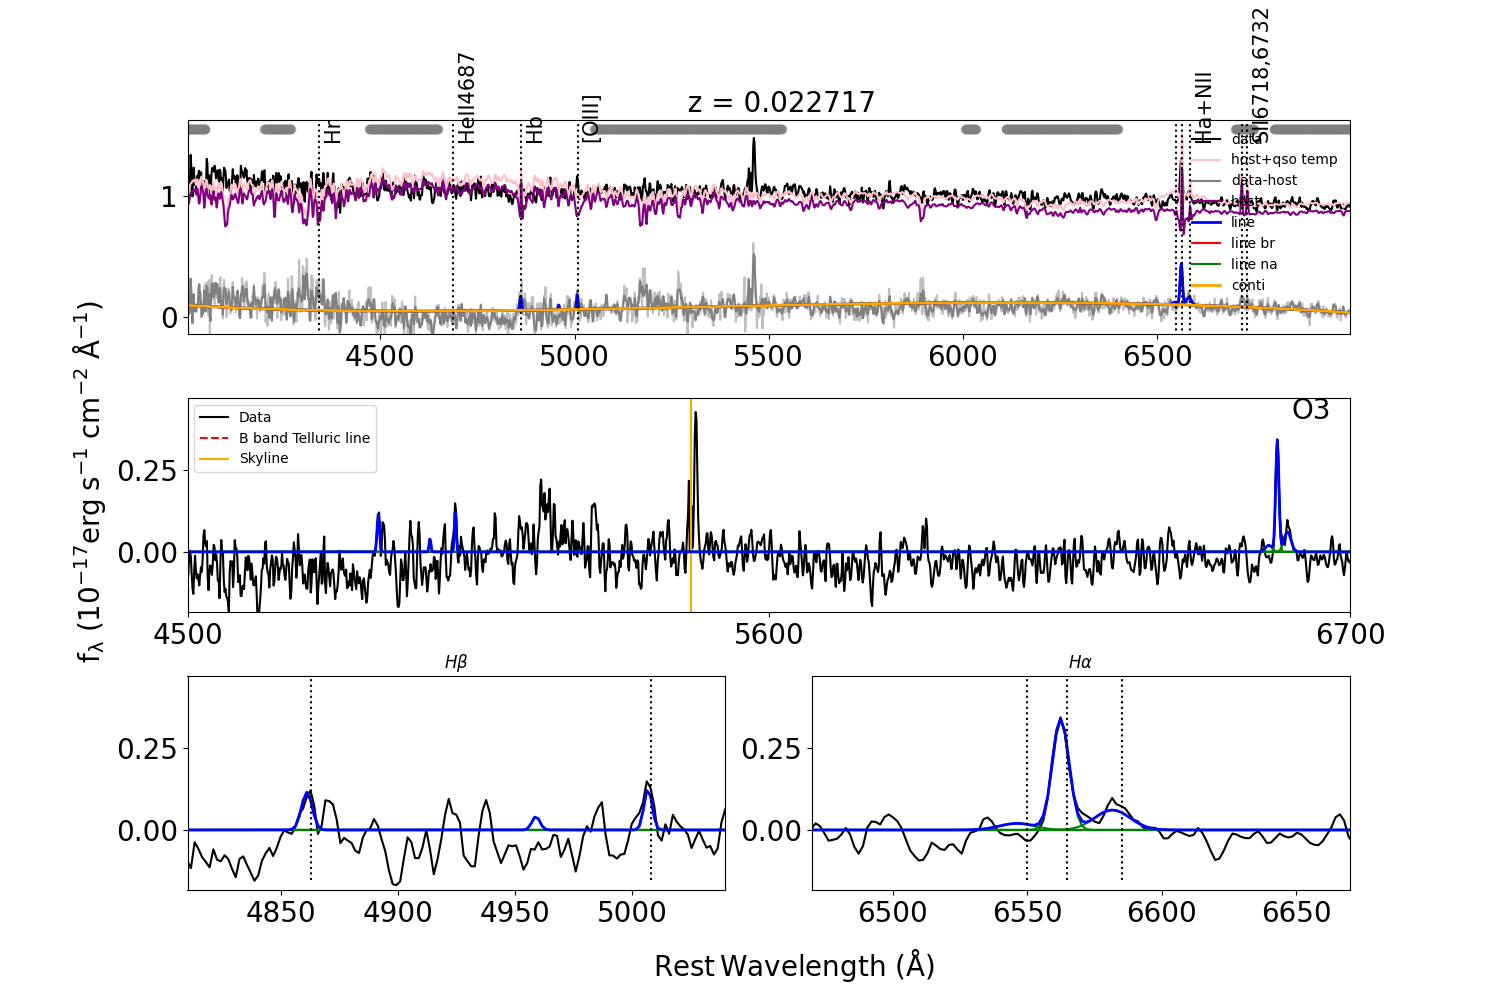 z = 0.022717
Hr
HeII4687
Hb
[OIII]
Ha+NII
SII6718,6732
data
host+qso temp
data-host
host
line
line br
line na
conti
1
0
4500
5000
5500
6000
6500
O3
Data
B band Telluric line
Skyline
0.25
0.00
4500
5600
6700
fλ (10⁻¹⁷erg s⁻¹ cm⁻² Å⁻¹)
Hβ
0.25
0.00
4850
4900
4950
5000
Hα
0.25
0.00
6500
6550
6600
6650
Rest Wavelength (Å)